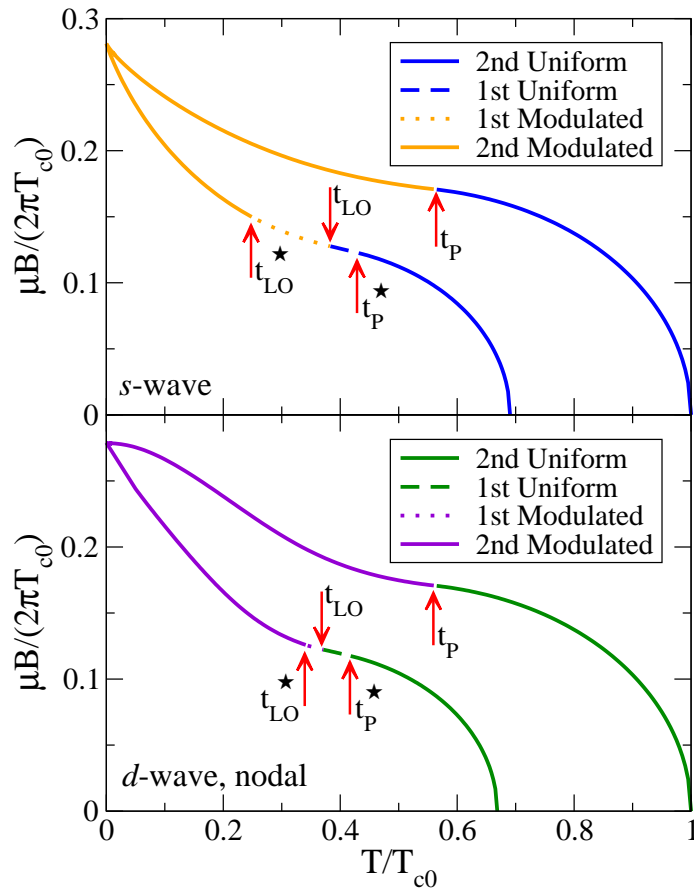 0.3
2nd Uniform
1st Uniform
1st Modulated
2nd Modulated
0.2
μB/(2πT_c0)
t_LO
t_P
t_LO ★
t_P ★
0.1
s-wave
0
2nd Uniform
1st Uniform
1st Modulated
2nd Modulated
0.2
μB/(2πT_c0)
t_LO
t_P
★ t_LO
t_P ★
0.1
d-wave, nodal
0
0 0.2 0.4 0.6 0.8 1
T/T_c0